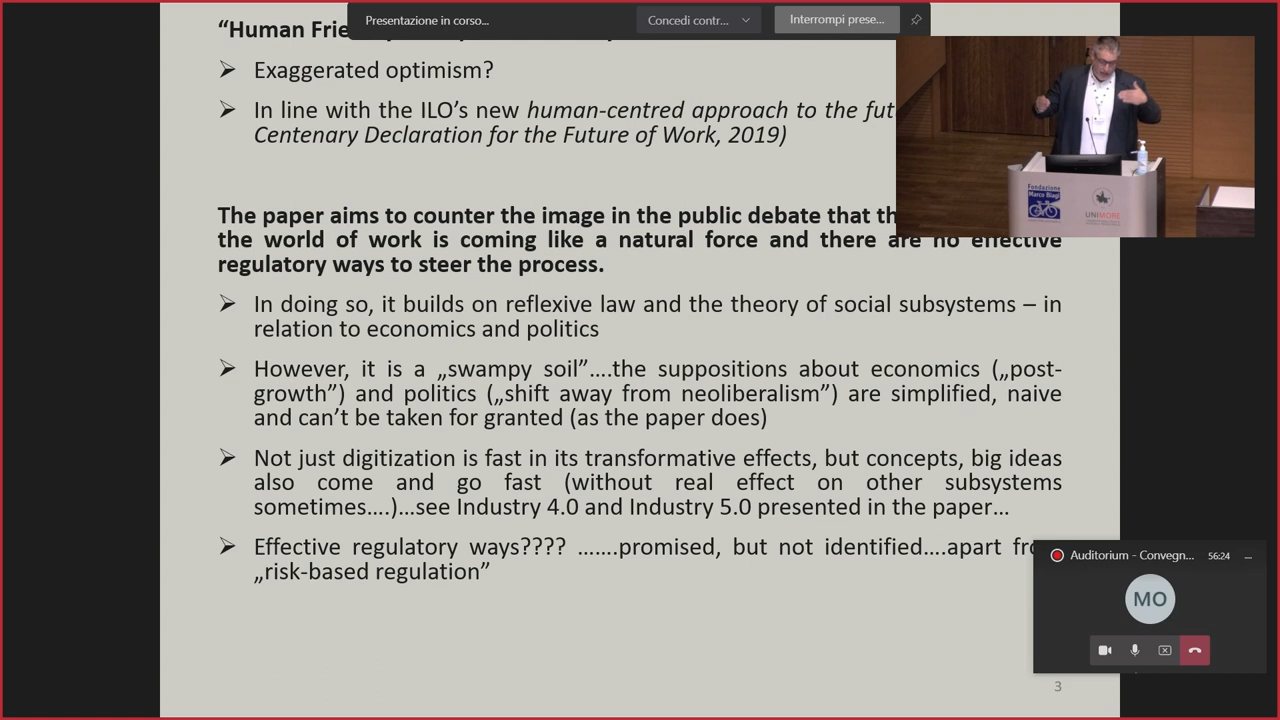 Presentazione in corso...
Concedi contr...
Interrompi prese...
“Human
Exaggerated optimism?
In line with the ILO’s new human-centred approach to the fut
Centenary Declaration for the Future of Work, 2019)
The paper aims to counter the image in the public debate that
the world of work is coming like a natural force and there are no effective
regulatory ways to steer the process.
In doing so, it builds on reflexive law and the theory of social subsystems – in
relation to economics and politics
However, it is a „swampy soil”….the suppositions about economics („post-
growth”) and politics („shift away from neoliberalism”) are simplified, naive
and can’t be taken for granted (as the paper does)
Not just digitization is fast in its transformative effects, but concepts, big ideas
also come and go fast (without real effect on other subsystems
sometimes….)…see Industry 4.0 and Industry 5.0 presented in the paper…
Effective regulatory ways???? …….promised, but not identified….apart
„risk-based regulation”
3
Fondazione
Marco Biagi
UNIMORE
Auditorium - Convegn...
56:24
MO